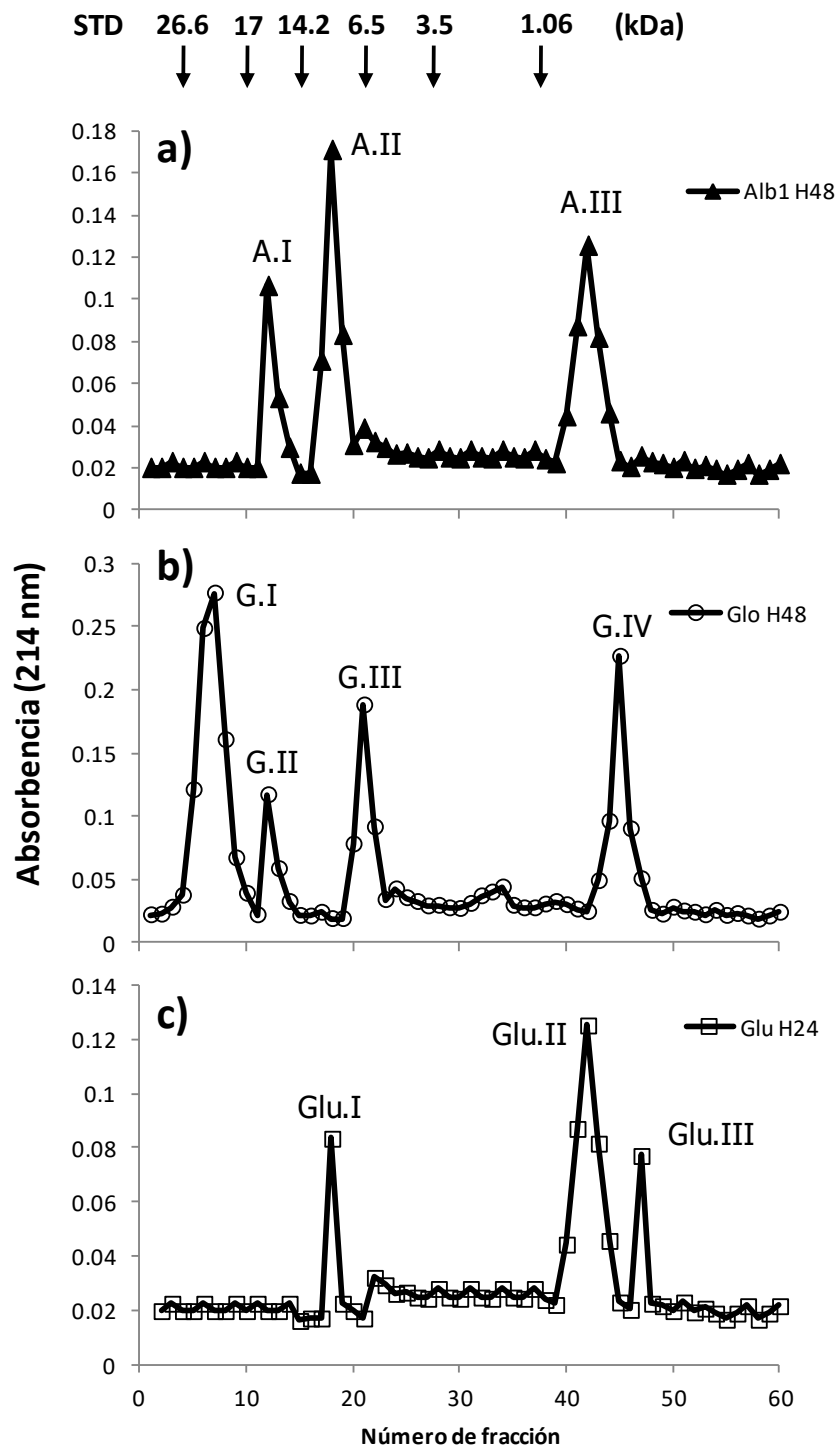 STD 26.6 17 14.2 6.5 3.5 1.06 (kDa)
a)
0.18
0.16
0.14
0.12
0.1
0.08
0.06
0.04
0.02
0
A.I
A.II
A.III
Alb1 H48
b)
0.3
0.25
0.2
0.15
0.1
0.05
0
G.I
G.II
G.III
G.IV
Glo H48
Absorbencia (214 nm)
c)
0.14
0.12
0.1
0.08
0.06
0.04
0.02
0
Glu.I
Glu.II
Glu.III
Glu H24
0 10 20 30 40 50 60
Número de fracción